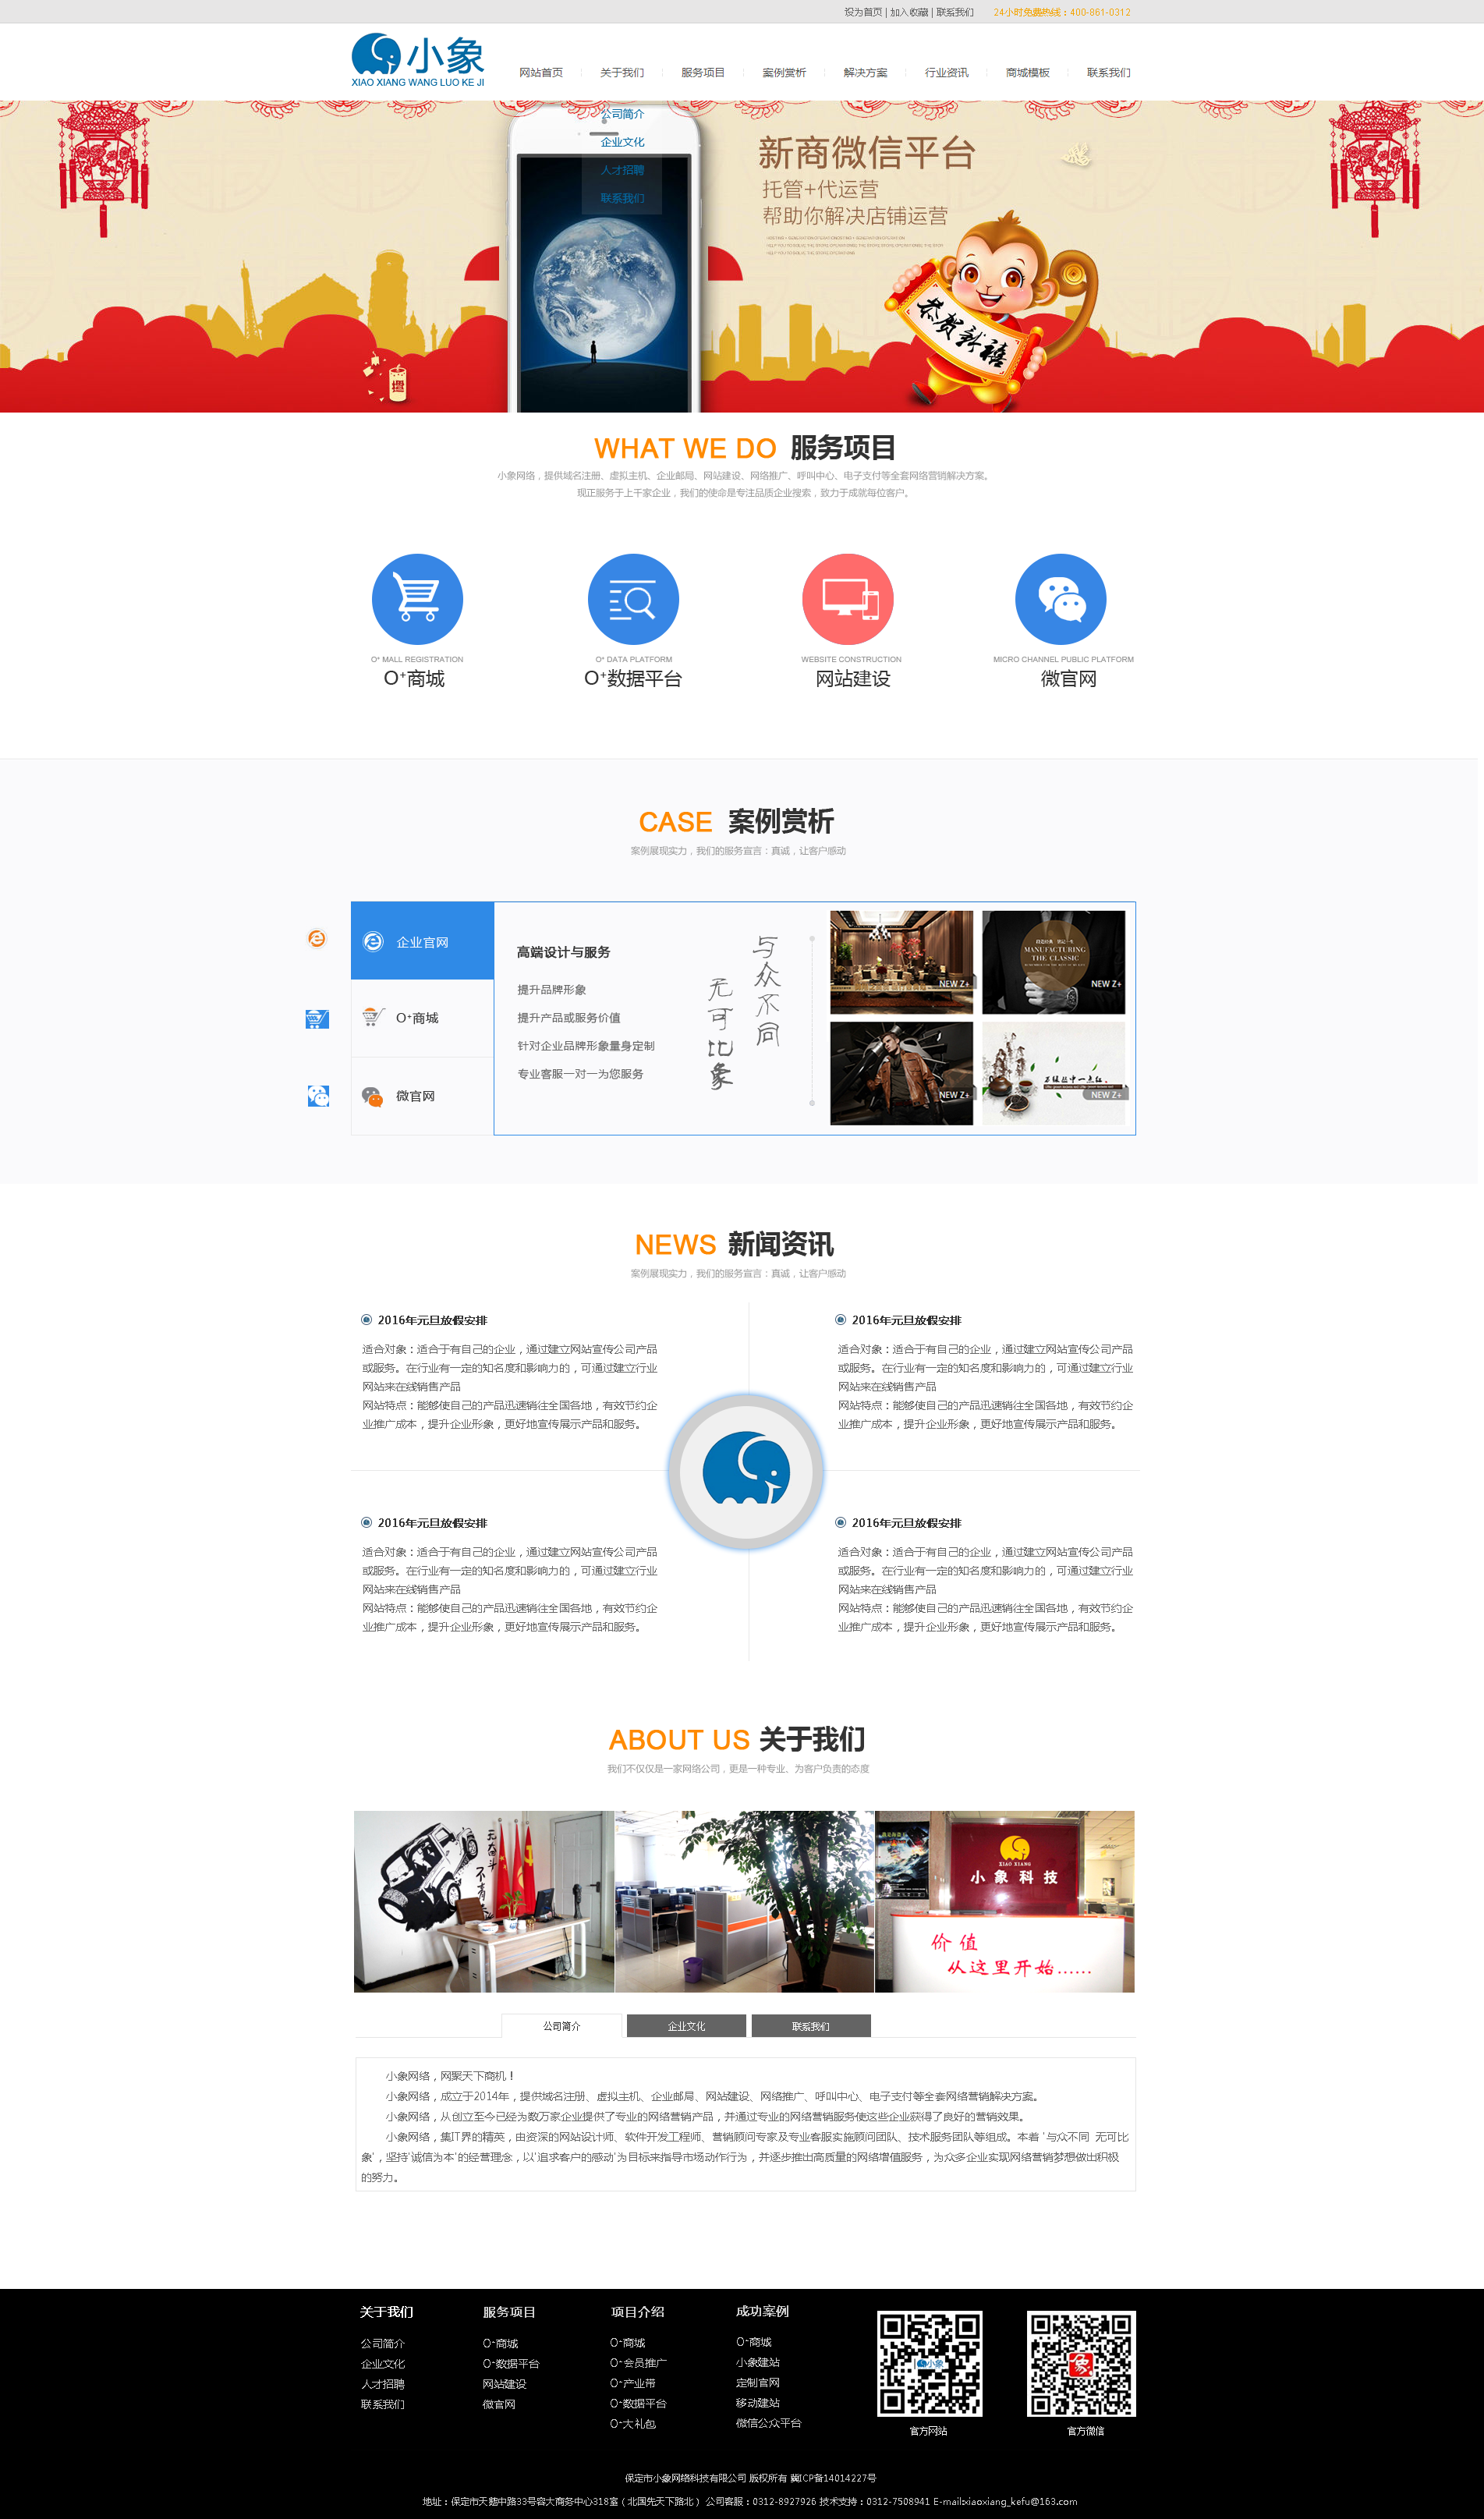 设为首页 | 加入收藏 | 联系我们 24小时免费热线：400-861-0312
小象
XIAO XIANG WANG LUO KE JI
网站首页 关于我们 服务项目 案例赏析 解决方案 行业资讯 商城模板 联系我们
公司简介
企业文化
人才招聘
联系我们
新商微信平台
托管+代运营
帮助你解决店铺运营
恭贺新禧
WHAT WE DO 服务项目
小象网络，提供域名注册、虚拟主机、企业邮局、网站建设、网络推广、呼叫中心、电子支付等全套网络营销解决方案。
现正服务于上千家企业，我们的使命是专注品质企业搜索，致力于成就每位客户。
O⁺ MALL REGISTRATION
O⁺商城
O⁺ DATA PLATFORM
O⁺数据平台
WEBSITE CONSTRUCTION
网站建设
MICRO CHANNEL PUBLIC PLATFORM
微官网
CASE 案例赏析
案例展现实力，我们的服务宣言：真诚，让客户感动
企业官网
O⁺商城
微官网
高端设计与服务
提升品牌形象
提升产品或服务价值
针对企业品牌形象量身定制
专业客服一对一为您服务
与众不同
无可比象
NEW Z+
MANUFACTURING
THE CLASSIC
NEW Z+
NEW Z+
NEW Z+
NEWS 新闻资讯
案例展现实力，我们的服务宣言：真诚，让客户感动
2016年元旦放假安排
适合对象：适合于有自己的企业，通过建立网站宣传公司产品
或服务。在行业有一定的知名度和影响力的，可通过建立行业
网站来在线销售产品
网站特点：能够使自己的产品迅速销往全国各地，有效节约企
业推广成本，提升企业形象，更好地宣传展示产品和服务。
2016年元旦放假安排
适合对象：适合于有自己的企业，通过建立网站宣传公司产品
或服务。在行业有一定的知名度和影响力的，可通过建立行业
网站来在线销售产品
网站特点：能够使自己的产品迅速销往全国各地，有效节约企
业推广成本，提升企业形象，更好地宣传展示产品和服务。
2016年元旦放假安排
适合对象：适合于有自己的企业，通过建立网站宣传公司产品
或服务。在行业有一定的知名度和影响力的，可通过建立行业
网站来在线销售产品
网站特点：能够使自己的产品迅速销往全国各地，有效节约企
业推广成本，提升企业形象，更好地宣传展示产品和服务。
2016年元旦放假安排
适合对象：适合于有自己的企业，通过建立网站宣传公司产品
或服务。在行业有一定的知名度和影响力的，可通过建立行业
网站来在线销售产品
网站特点：能够使自己的产品迅速销往全国各地，有效节约企
业推广成本，提升企业形象，更好地宣传展示产品和服务。
ABOUT US 关于我们
我们不仅仅是一家网络公司，更是一种专业、为客户负责的态度
XIAO XIANG
小象科技
价值
从这里开始......
公司简介 企业文化 联系我们
小象网络，网聚天下商机！
小象网络，成立于2014年，提供域名注册、虚拟主机、企业邮局、网站建设、网络推广、呼叫中心、电子支付等全套网络营销解决方案。
小象网络，从创立至今已经为数万家企业提供了专业的网络营销产品，并通过专业的网络营销服务使这些企业获得了良好的营销效果。
小象网络，集IT界的精英，由资深的网站设计师、软件开发工程师、营销顾问专家及专业客服实施顾问团队、技术服务团队等组成。本着 '与众不同 无可比
象'，坚持'诚信为本'的经营理念，以'追求客户的感动'为目标来指导市场动作行为，并逐步推出高质量的网络增值服务，为众多企业实现网络营销梦想做出积极
的努力。
关于我们
公司简介
企业文化
人才招聘
联系我们
服务项目
O⁺商城
O⁺数据平台
网站建设
微官网
项目介绍
O⁺商城
O⁺会员推广
O⁺产业带
O⁺数据平台
O⁺大礼包
成功案例
O⁺商城
小象建站
定制官网
移动建站
微信公众平台
小象
官方网站
象
官方微信
保定市小象网络科技有限公司 版权所有 冀ICP备14014227号
地址：保定市天鹅中路33号容大商务中心318室（北国先天下路北） 公司客服：0312-8927926 技术支持：0312-7508941 E-mail:xiaoxiang_kefu@163.com